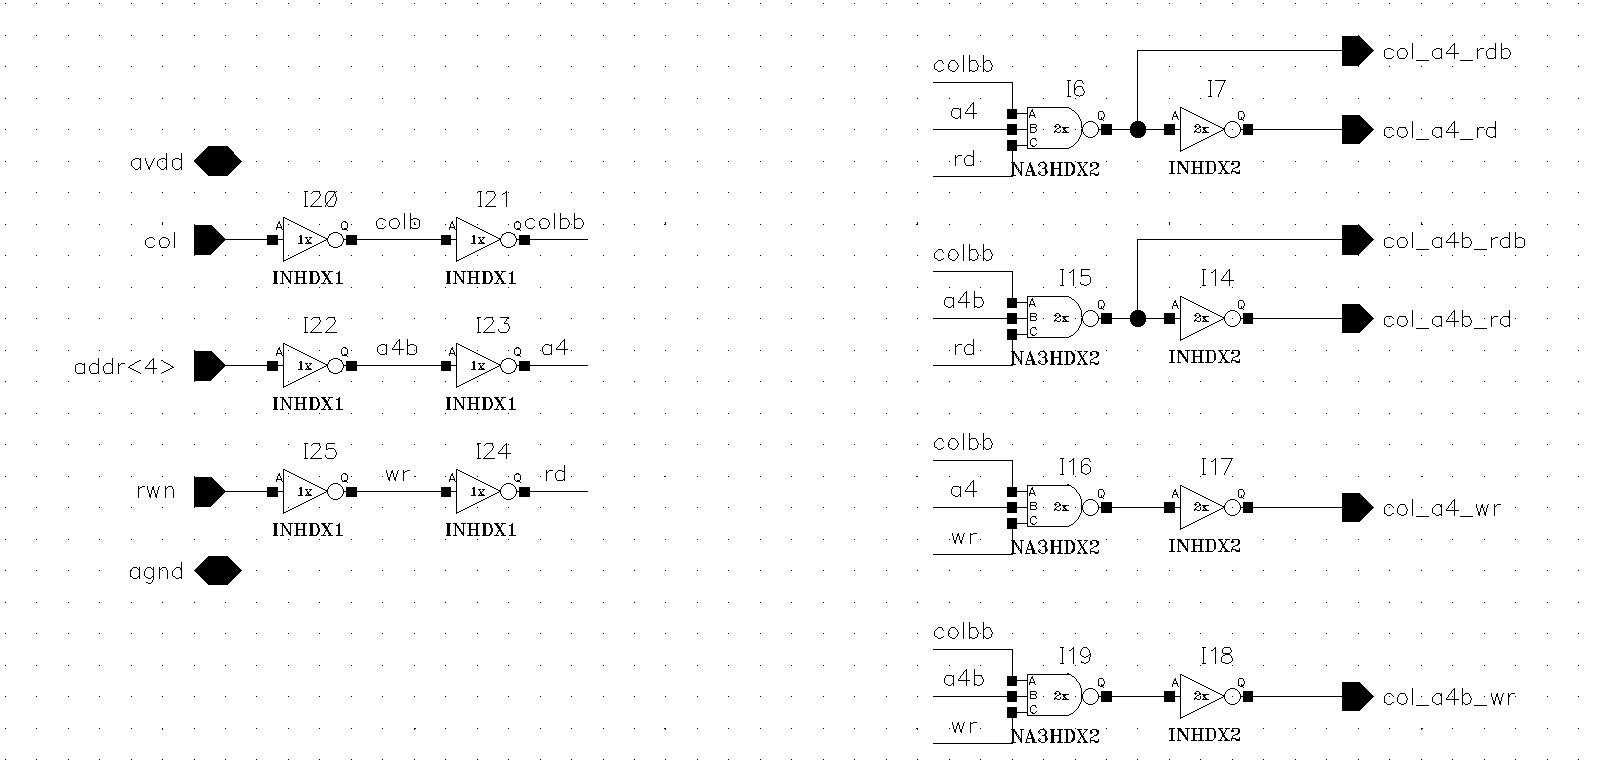 avdd
I20
I21
col
A
1x
Q
colb
A
1x
Q
colbb
INHDX1
INHDX1
I22
I23
addr<4>
A
1x
Q
a4b
A
1x
Q
a4
INHDX1
INHDX1
I25
I24
rwn
A
1x
Q
wr
A
1x
Q
rd
INHDX1
INHDX1
agnd
colbb
a4
rd
I6
A
B
C
2x
Q
NA3HDX2
I7
A
2x
Q
INHDX2
col_a4_rdb
col_a4_rd
colbb
a4b
rd
I15
A
B
C
2x
Q
NA3HDX2
I14
A
2x
Q
INHDX2
col_a4b_rdb
col_a4b_rd
colbb
a4
wr
I16
A
B
C
2x
Q
NA3HDX2
I17
A
2x
Q
INHDX2
col_a4_wr
colbb
a4b
wr
I19
A
B
C
2x
Q
NA3HDX2
I18
A
2x
Q
INHDX2
col_a4b_wr